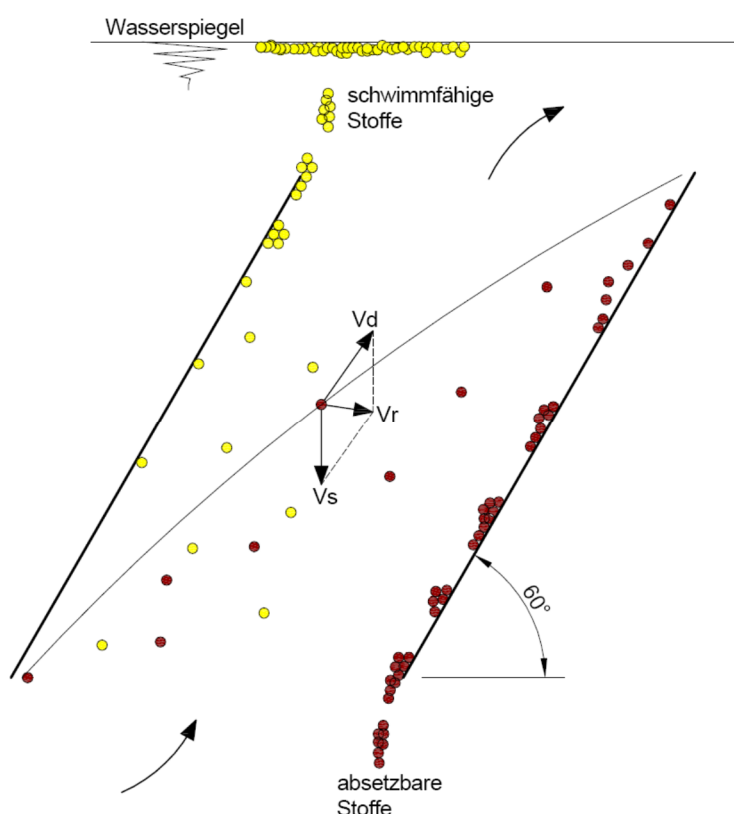 Wasserspiegel
schwimmfähige
Stoffe
Vd
Vr
Vs
60°
absetzbare
Stoffe